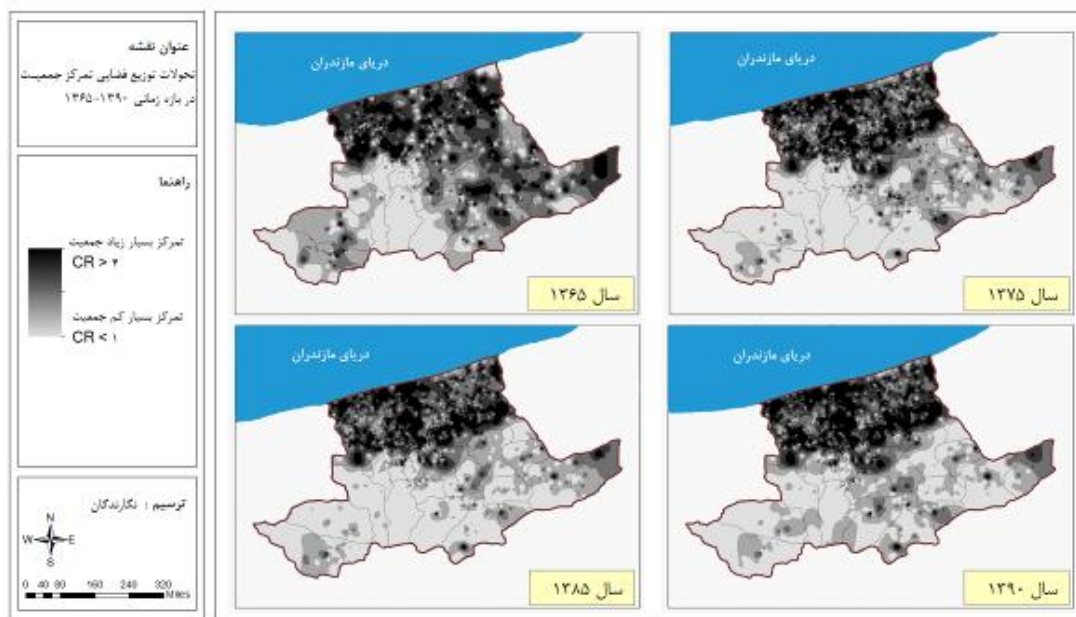 عنوان نقشه
تحولات توزیع فضایی تمرکز جمعیت
در بازه زمانی ۱۳۹۰-۱۳۶۵
راهنما
تمرکز بسیار زیاد جمعیت
CR > ۲
تمرکز بسیار کم جمعیت
CR < ۱
ترسیم : نگارندگان
N
W E
S
0 40 80 160 240 320
Miles
دریای مازندران
سال ۱۳۶۵
دریای مازندران
سال ۱۳۷۵
دریای مازندران
سال ۱۳۸۵
دریای مازندران
سال ۱۳۹۰